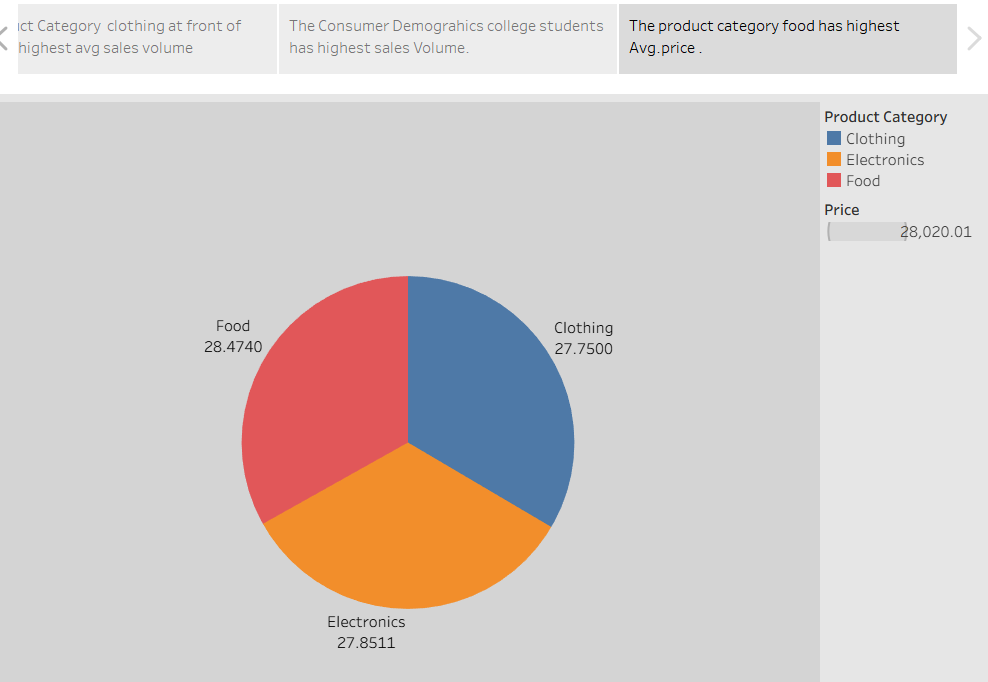 Category clothing at front of
highest avg sales volume
The Consumer Demograhics college students
has highest sales Volume.
The product category food has highest
Avg.price .
Product Category
Clothing
Electronics
Food
Price
28,020.01
Food
28.4740
Clothing
27.7500
Electronics
27.8511